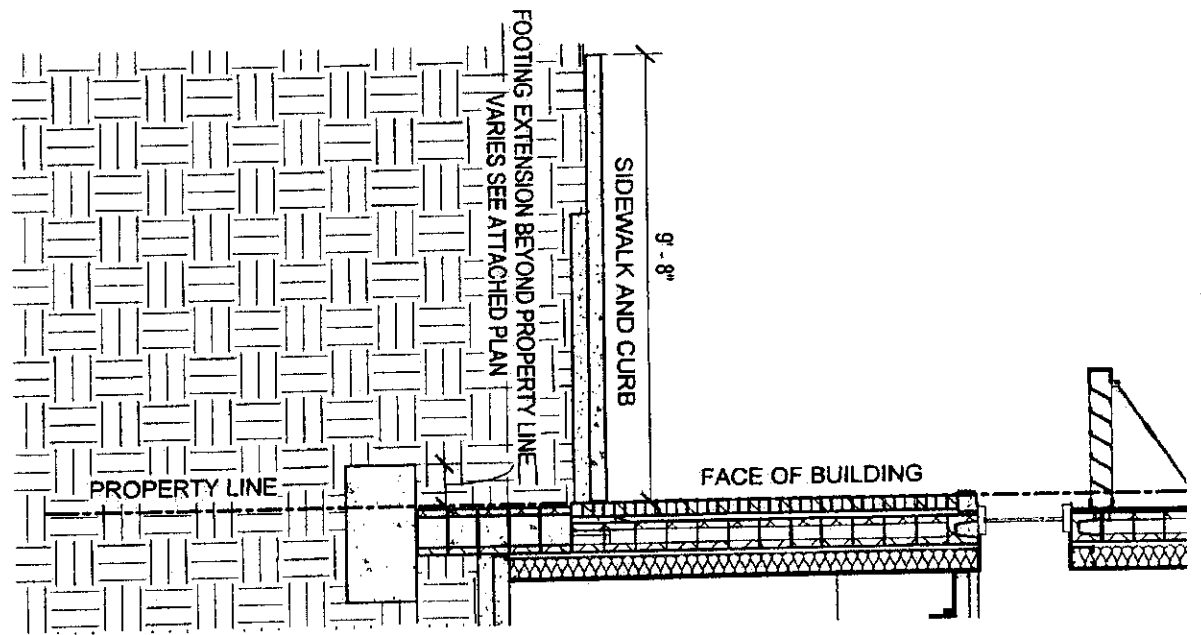 FOOTING EXTENSION BEYOND PROPERTY LINE
VARIES SEE ATTACHED PLAN
SIDEWALK AND CURB
9' - 8"
PROPERTY LINE
FACE OF BUILDING